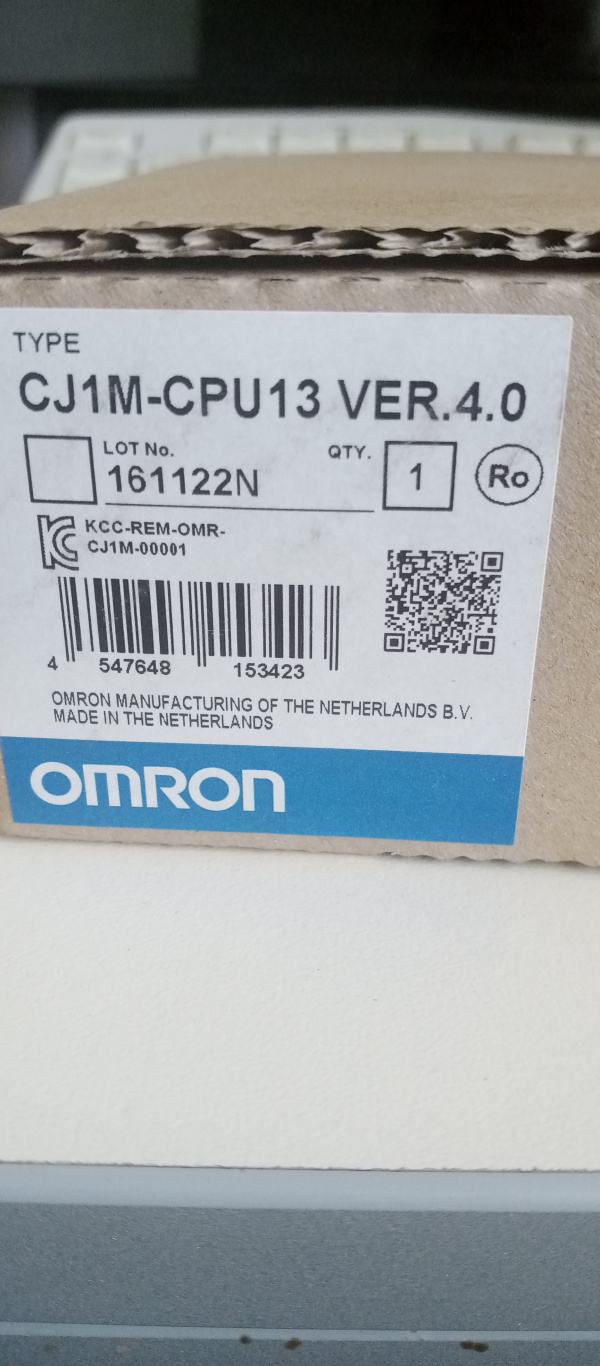 TYPE
CJ1M-CPU13 VER.4.0
LOT No.
161122N
QTY.
1
Ro
KCC-REM-OMR-
CJ1M-00001
4 547648 153423
OMRON MANUFACTURING OF THE NETHERLANDS B.V.
MADE IN THE NETHERLANDS
OMRON